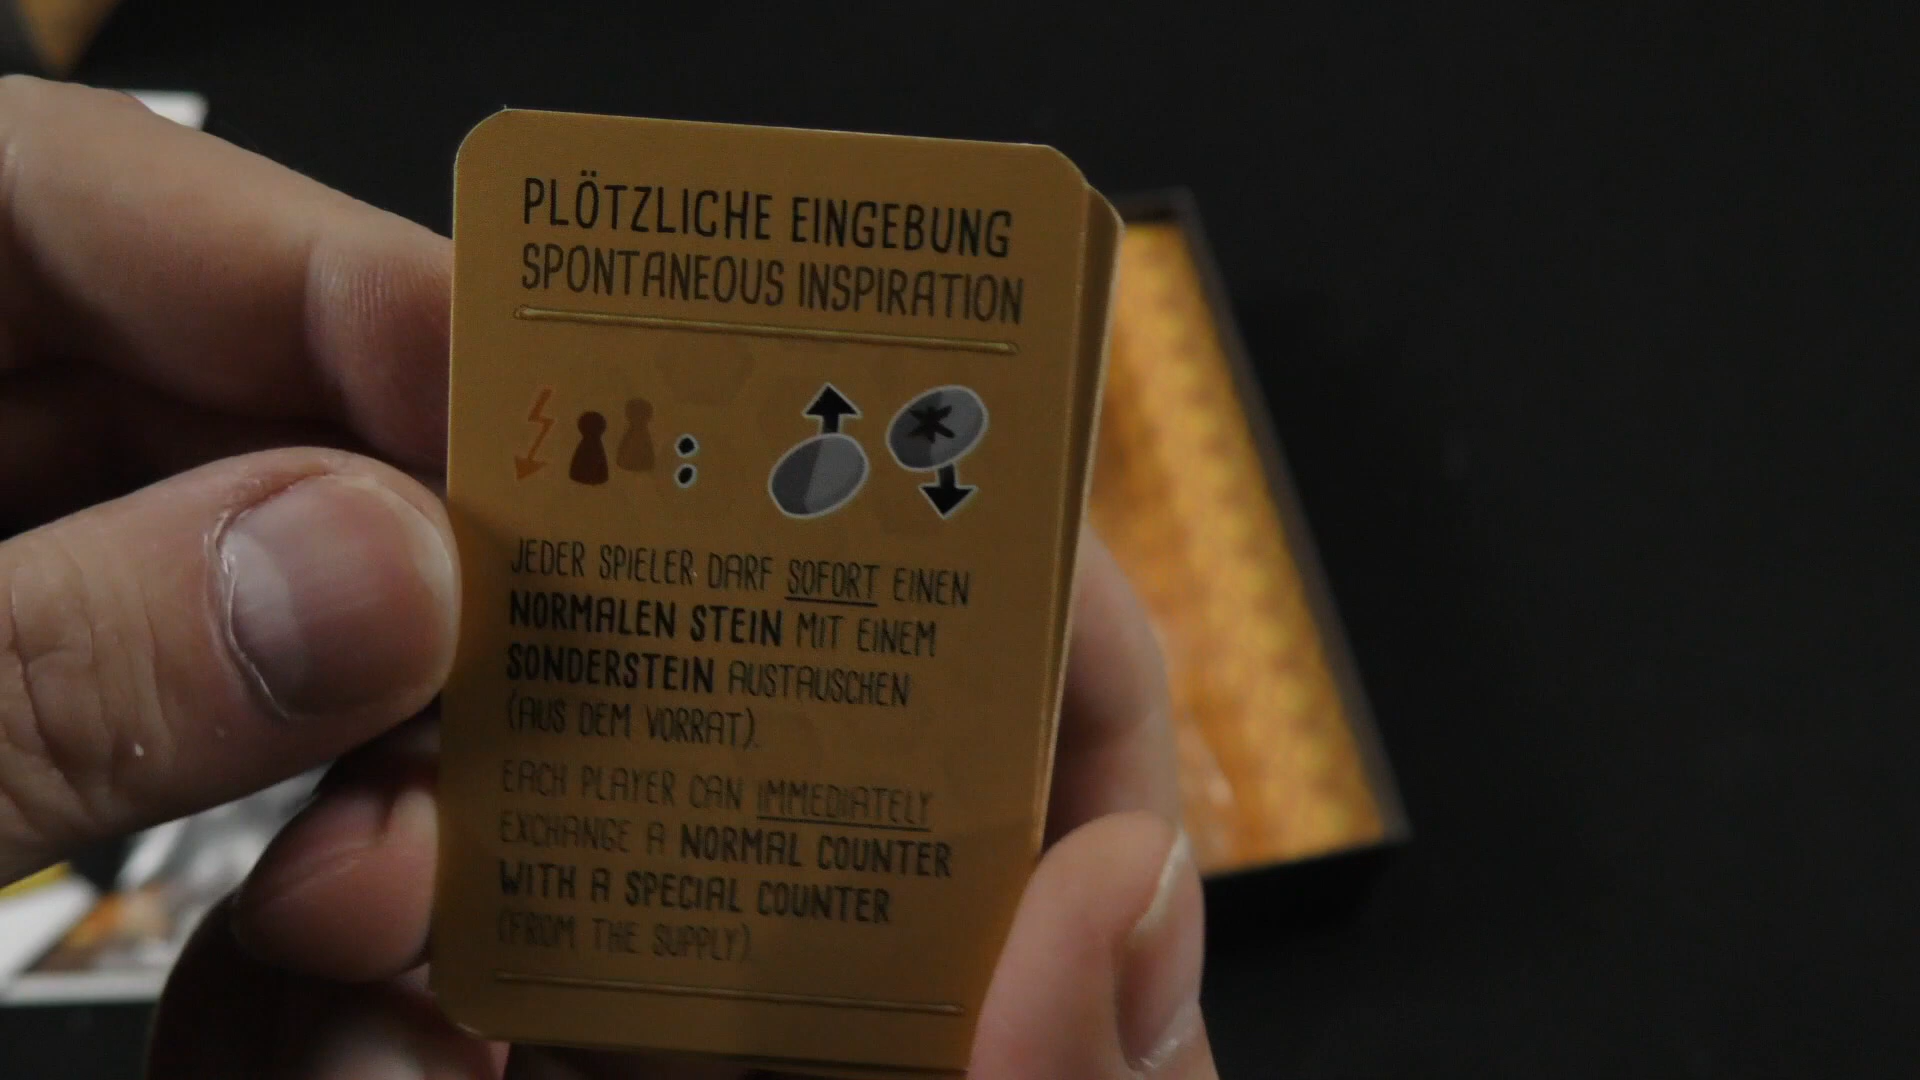 PLÖTZLICHE EINGEBUNG
SPONTANEOUS INSPIRATION
:
JEDER SPIELER DARF SOFORT EINEN
NORMALEN STEIN MIT EINEM
SONDERSTEIN AUSTAUSCHEN
(AUS DEM VORRAT).
EACH PLAYER CAN IMMEDIATELY
EXCHANGE A NORMAL COUNTER
WITH A SPECIAL COUNTER
(FROM THE SUPPLY)